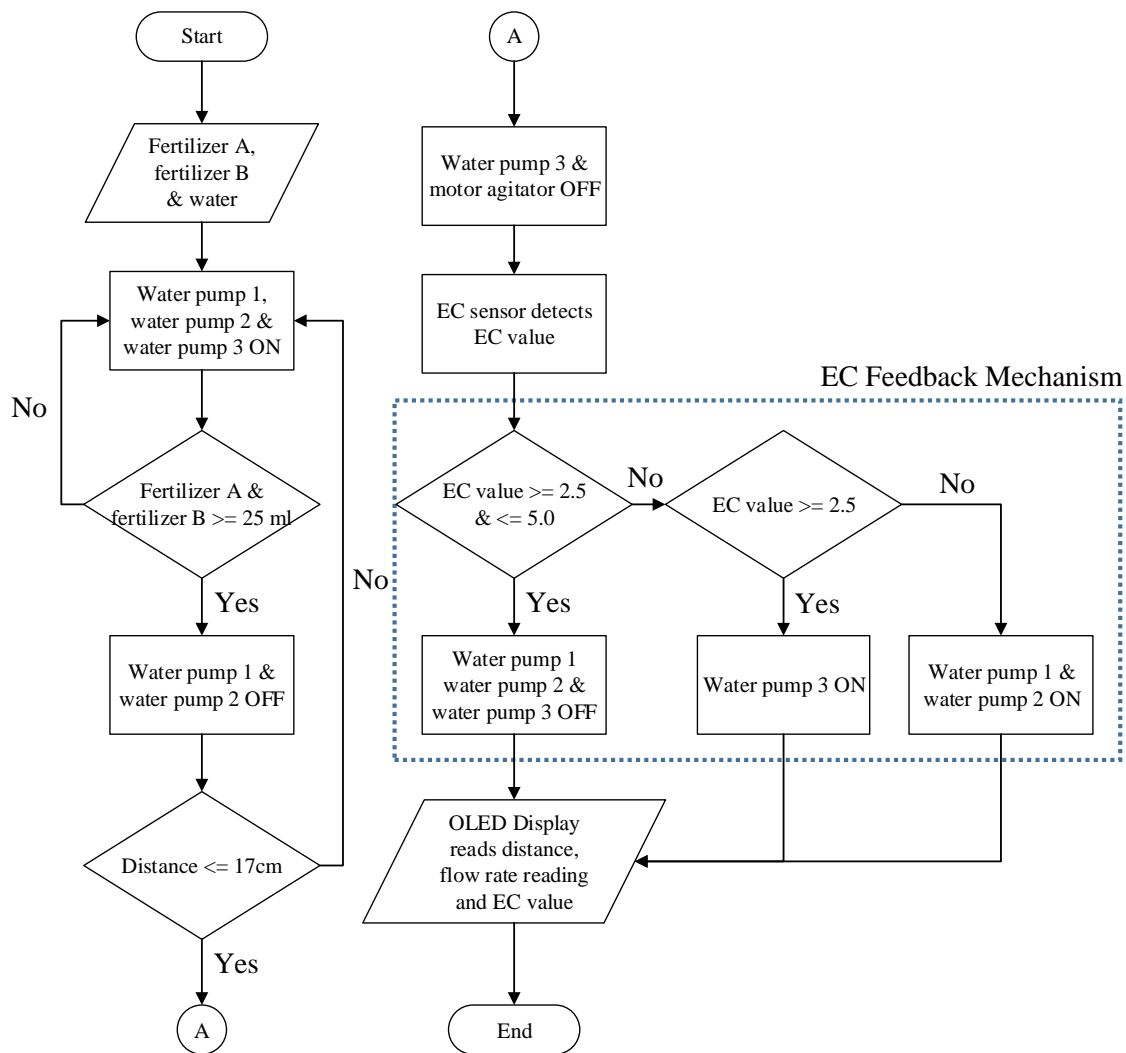 Start
Fertilizer A,
fertilizer B
& water
Water pump 1,
water pump 2 &
water pump 3 ON
No
Fertilizer A &
fertilizer B >= 25 ml
Yes
Water pump 1 &
water pump 2 OFF
Distance <= 17cm
No
Yes
A
A
Water pump 3 &
motor agitator OFF
EC sensor detects
EC value
EC Feedback Mechanism
EC value >= 2.5
& <= 5.0
No
EC value >= 2.5
No
Yes
Yes
Water pump 1
water pump 2 &
water pump 3 OFF
Water pump 3 ON
Water pump 1 &
water pump 2 ON
OLED Display
reads distance,
flow rate reading
and EC value
End